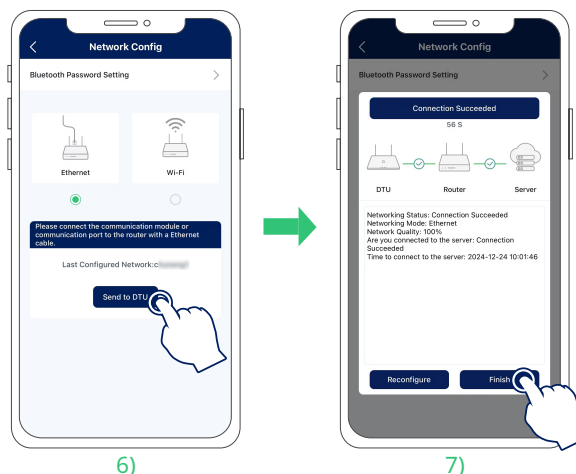 Network Config
Bluetooth Password Setting
Ethernet
Wi-Fi
Please connect the communication module or
communication port to the router with a Ethernet
cable.
Last Configured Network:
Send to DTU
6)
Network Config
Bluetooth Password Setting
Connection Succeeded
56 S
DTU
Router
Server
Networking Status: Connection Succeeded
Networking Mode: Ethernet
Network Quality: 100%
Are you connected to the server: Connection
Succeeded
Time to connect to the server: 2024-12-24 10:01:46
Reconfigure
Finish
7)